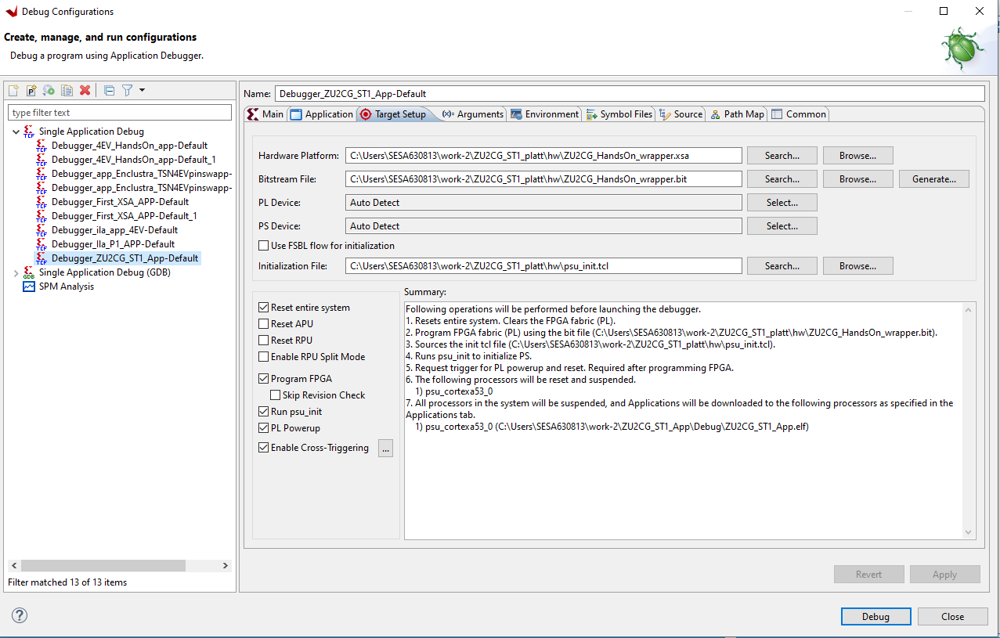 Debug Configurations
Create, manage, and run configurations
Debug a program using Application Debugger.
type filter text
Single Application Debug
Debugger_4EV_HandsOn_app-Default
Debugger_4EV_HandsOn_app-Default_1
Debugger_app_Enclustra_TSN4EVpinswapp-
Debugger_app_Enclustra_TSN4EVpinswapp-
Debugger_First_XSA_APP-Default
Debugger_First_XSA_APP-Default_1
Debugger_ila_app_4EV-Default
Debugger_Ila_P1_APP-Default
Debugger_ZU2CG_ST1_App-Default
Single Application Debug (GDB)
SPM Analysis
Filter matched 13 of 13 items
Name: Debugger_ZU2CG_ST1_App-Default
Main Application Target Setup Arguments Environment Symbol Files Source Path Map Common
Hardware Platform: C:\Users\SESA630813\work-2\ZU2CG_ST1_platt\hw\ZU2CG_HandsOn_wrapper.xsa Search... Browse...
Bitstream File: C:\Users\SESA630813\work-2\ZU2CG_ST1_platt\hw\ZU2CG_HandsOn_wrapper.bit Search... Browse... Generate...
PL Device: Auto Detect Select...
PS Device: Auto Detect Select...
Use FSBL flow for initialization
Initialization File: C:\Users\SESA630813\work-2\ZU2CG_ST1_platt\hw\psu_init.tcl Search... Browse...
Reset entire system
Reset APU
Reset RPU
Enable RPU Split Mode
Program FPGA
Skip Revision Check
Run psu_init
PL Powerup
Enable Cross-Triggering ...
Summary:
Following operations will be performed before launching the debugger.
1. Resets entire system. Clears the FPGA fabric (PL).
2. Program FPGA fabric (PL) using the bit file (C:\Users\SESA630813\work-2\ZU2CG_ST1_platt\hw\ZU2CG_HandsOn_wrapper.bit).
3. Sources the init tcl file (C:\Users\SESA630813\work-2\ZU2CG_ST1_platt\hw\psu_init.tcl).
4. Runs psu_init to initialize PS.
5. Request trigger for PL powerup and reset. Required after programming FPGA.
6. The following processors will be reset and suspended.
1) psu_cortexa53_0
7. All processors in the system will be suspended, and Applications will be downloaded to the following processors as specified in the
Applications tab.
1) psu_cortexa53_0 (C:\Users\SESA630813\work-2\ZU2CG_ST1_App\Debug\ZU2CG_ST1_App.elf)
Revert Apply
Debug Close